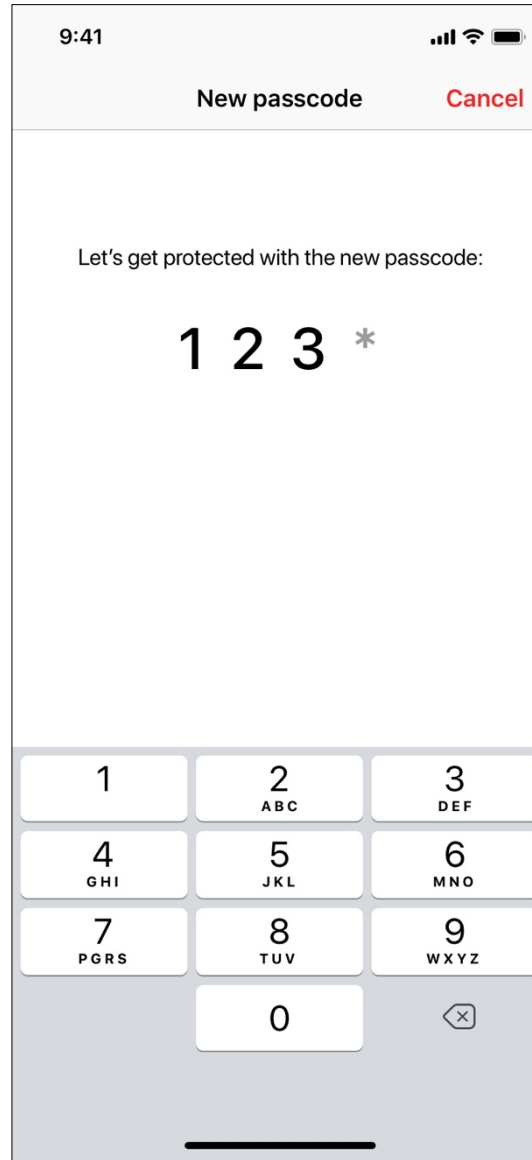 9:41
New passcode Cancel
Let's get protected with the new passcode:
1 2 3 *
1 2 3
ABC DEF
4 5 6
GHI JKL MNO
7 8 9
PGRS TUV WXYZ
0